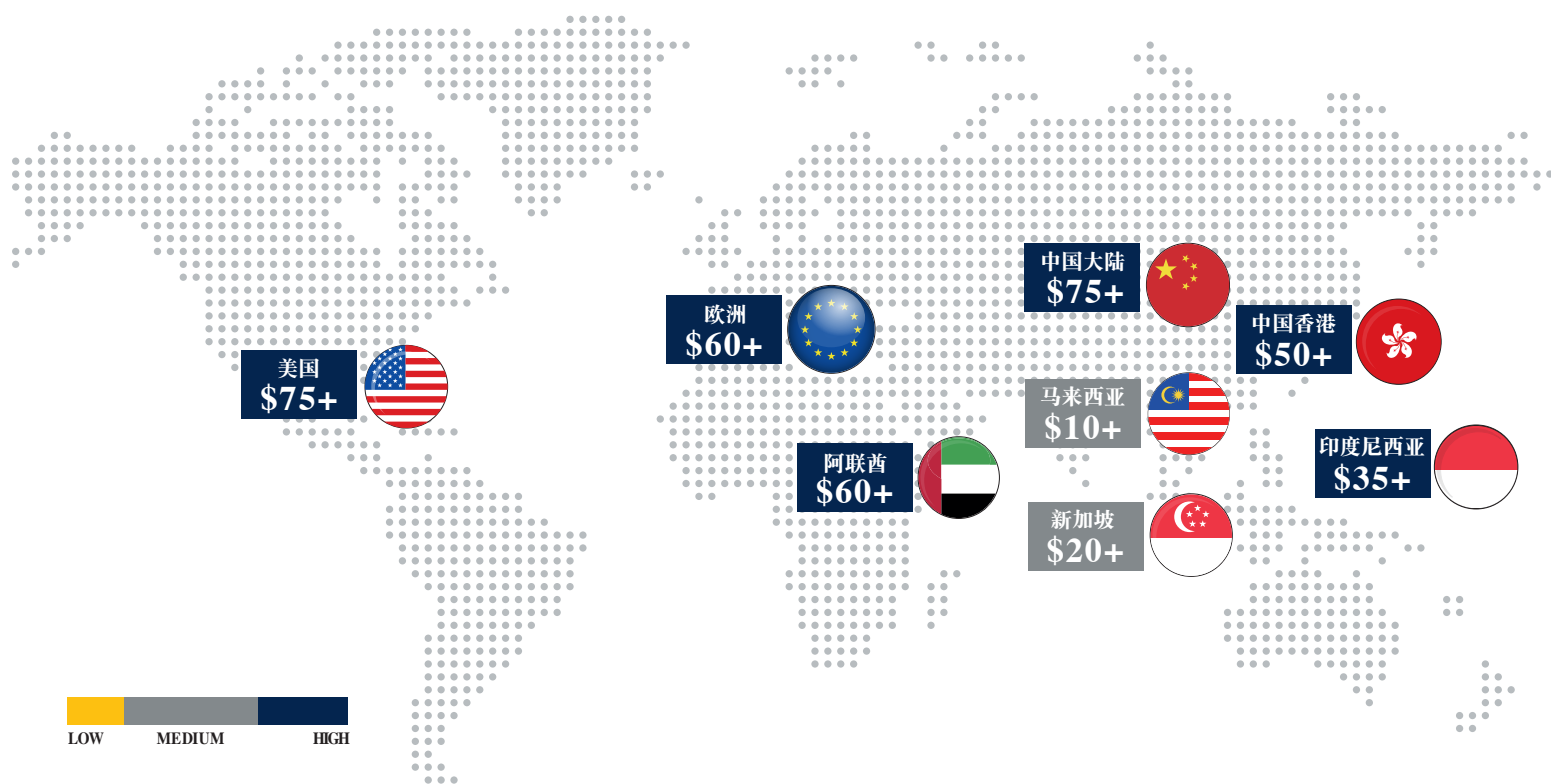 中国大陆
$75+
欧洲
$60+
中国香港
$50+
美国
$75+
马来西亚
$10+
阿联酋
$60+
印度尼西亚
$35+
新加坡
$20+
LOW MEDIUM HIGH